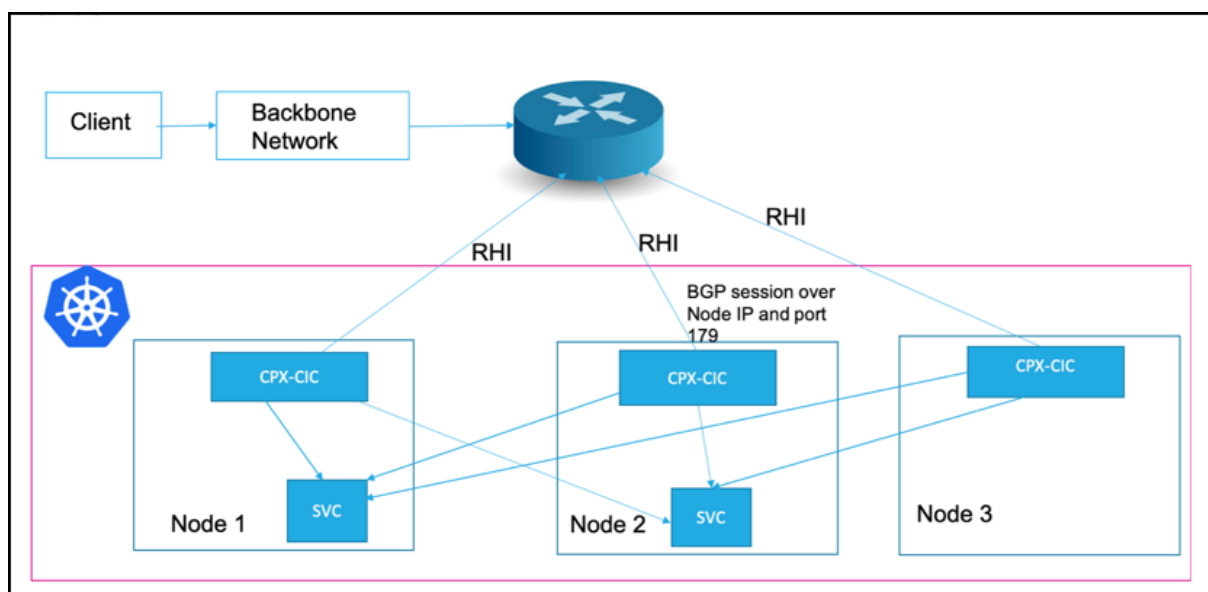 Client
Backbone
Network
RHI
RHI
RHI
BGP session over
Node IP and port
179
CPX-CIC
CPX-CIC
CPX-CIC
SVC
Node 1
SVC
Node 2
Node 3